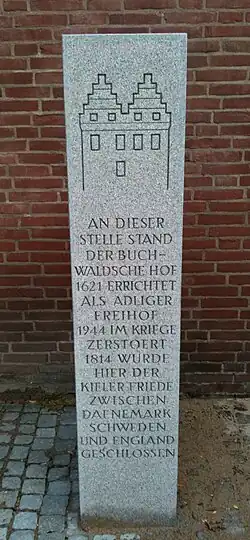 AN DIESER
STELLE STAND
DER BUCH-
WALDSCHE HOF
1621 ERRICHTET
ALS ADLIGER
FREIHOF
1944 IM KRIEGE
ZERSTOERT
1814 WURDE
HIER DER
KIELER FRIEDE
ZWISCHEN
DAENEMARK
SCHWEDEN
UND ENGLAND
GESCHLOSSEN